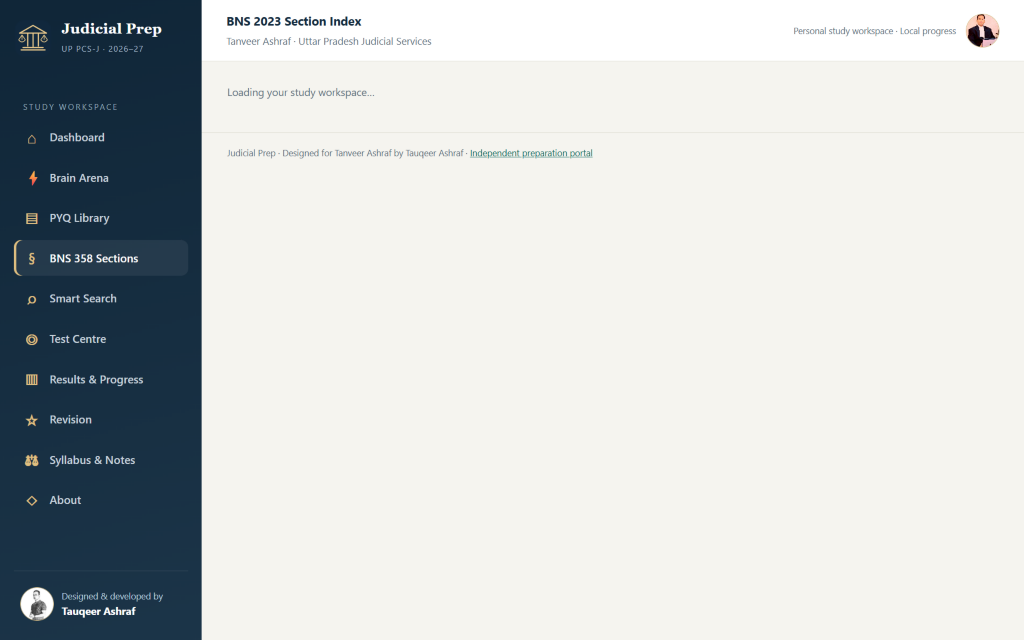 Judicial Prep
UP PCS-J · 2026–27
STUDY WORKSPACE
Dashboard
Brain Arena
PYQ Library
§ BNS 358 Sections
Smart Search
Test Centre
Results & Progress
Revision
Syllabus & Notes
About
Designed & developed by
Tauqeer Ashraf
BNS 2023 Section Index
Tanveer Ashraf · Uttar Pradesh Judicial Services
Personal study workspace · Local progress
Loading your study workspace...
Judicial Prep · Designed for Tanveer Ashraf by Tauqeer Ashraf · Independent preparation portal